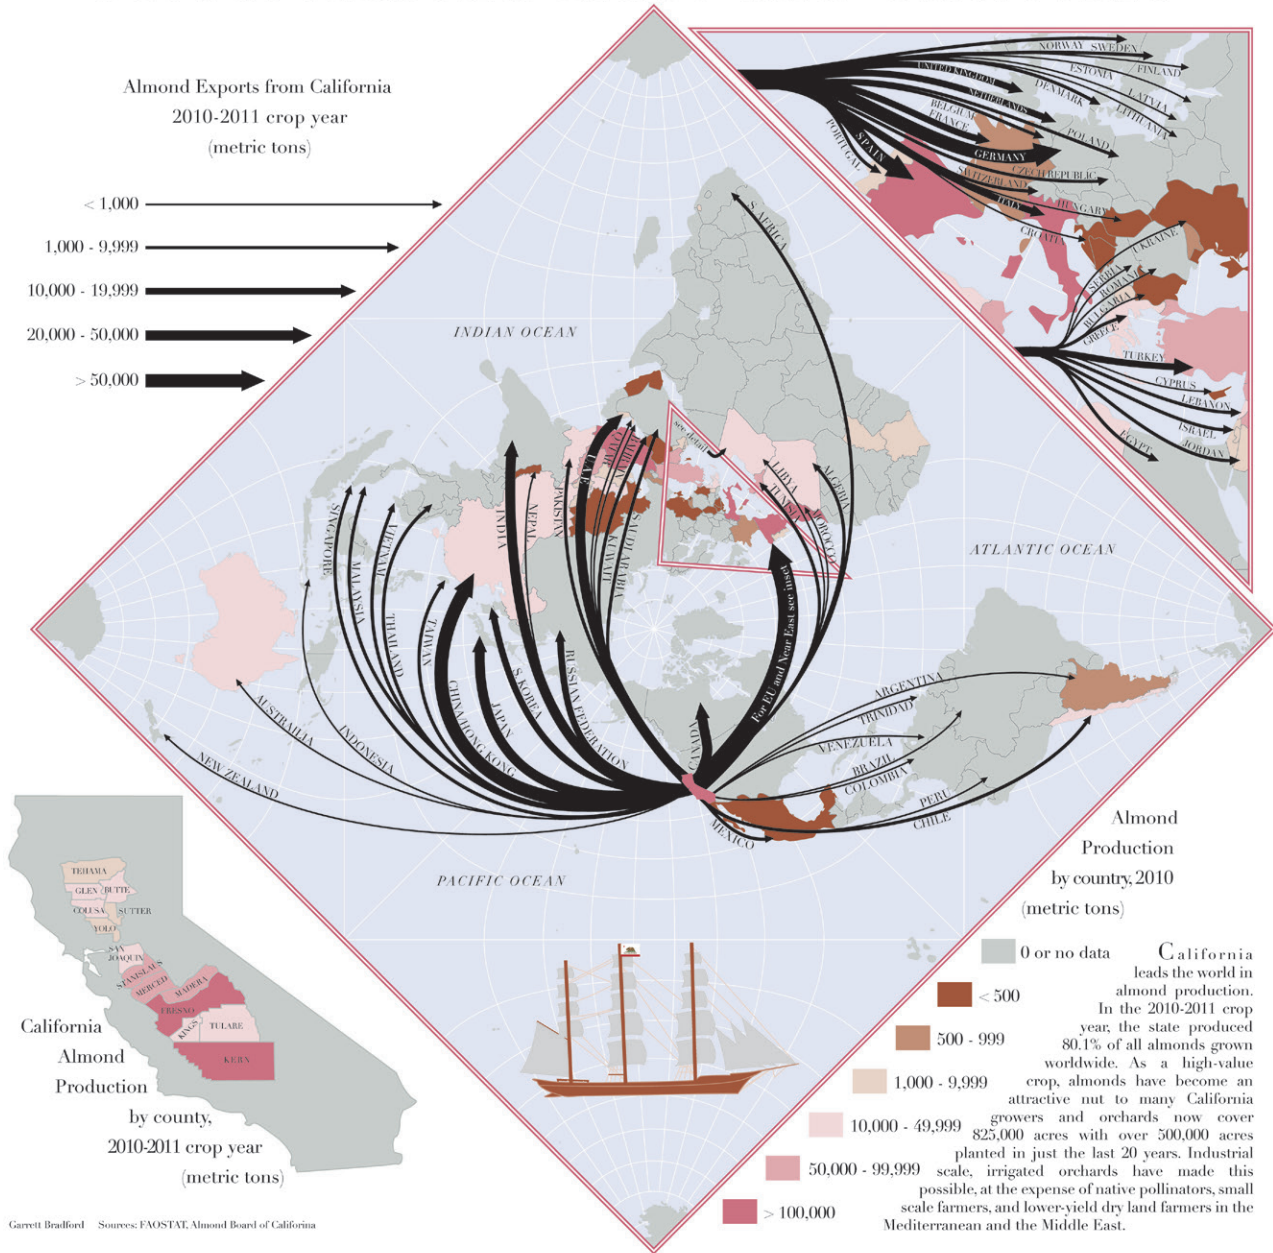 Almond Exports from California
2010-2011 crop year
(metric tons)
< 1,000
1,000 - 9,999
10,000 - 19,999
20,000 - 50,000
> 50,000
NORWAY
SWEDEN
FINLAND
ESTONIA
UNITED KINGDOM
DENMARK
LATVIA
LITHUANIA
NETHERLANDS
BELGIUM
FRANCE
POLAND
PORTUGAL
SPAIN
GERMANY
CZECH REPUBLIC
SWITZERLAND
ITALY
HUNGARY
CROATIA
UKRAINE
SERBIA
ROMANIA
BULGARIA
GREECE
TURKEY
CYPRUS
LEBANON
ISRAEL
JORDAN
EGYPT
S.AFRICA
INDIAN OCEAN
see detail
ATLANTIC OCEAN
SINGAPORE
MALAYSIA
VIETNAM
THAILAND
TAIWAN
INDIA
NEPAL
PAKISTAN
U.A.E
QATAR
BAHRAIN
KUWAIT
SAUDI ARABIA
LIBYA
TUNISIA
ALGERIA
MOROCCO
For EU and Near East see inset
CHINA/HONG KONG
JAPAN
S. KOREA
RUSSIAN FEDERATION
CANADA
NEW ZEALAND
AUSTRAILIA
INDONESIA
ARGENTINA
TRINIDAD
VENEZUELA
BRAZIL
COLOMBIA
PERU
CHILE
MEXICO
PACIFIC OCEAN
Almond
Production
by country, 2010
(metric tons)
0 or no data
< 500
500 - 999
1,000 - 9,999
10,000 - 49,999
50,000 - 99,999
> 100,000
California
leads the world in
almond production.
In the 2010-2011 crop
year, the state produced
80.1% of all almonds grown
worldwide. As a high-value
crop, almonds have become an
attractive nut to many California
growers and orchards now cover
825,000 acres with over 500,000 acres
planted in just the last 20 years. Industrial
scale, irrigated orchards have made this
possible, at the expense of native pollinators, small
scale farmers, and lower-yield dry land farmers in the
Mediterranean and the Middle East.
TEHAMA
GLEN
BUTTE
COLUSA
SUTTER
YOLO
SAN
JOAQUIN
STANISLAUS
MERCED
MADERA
FRESNO
KINGS
TULARE
KERN
California
Almond
Production
by county,
2010-2011 crop year
(metric tons)
Garrett Bradford Sources: FAOSTAT, Almond Board of Califorina